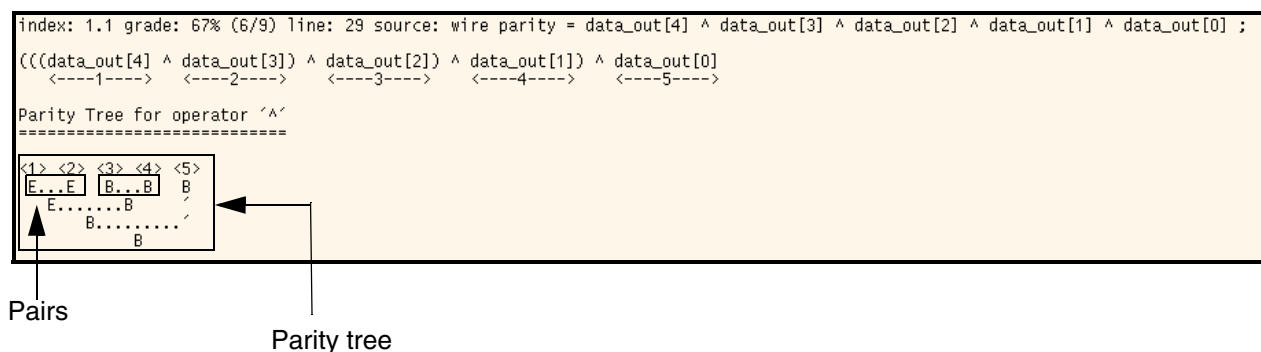 index: 1.1 grade: 67% (6/9) line: 29 source: wire parity = data_out[4] ^ data_out[3] ^ data_out[2] ^ data_out[1] ^ data_out[0] ;
(((data_out[4] ^ data_out[3]) ^ data_out[2]) ^ data_out[1]) ^ data_out[0]
<----1----> <----2----> <----3----> <----4----> <----5---->
Parity Tree for operator ´^´
============================
<1> <2> <3> <4> <5>
E...E B...B B
E.......B ´
B.........´
B
Pairs
Parity tree